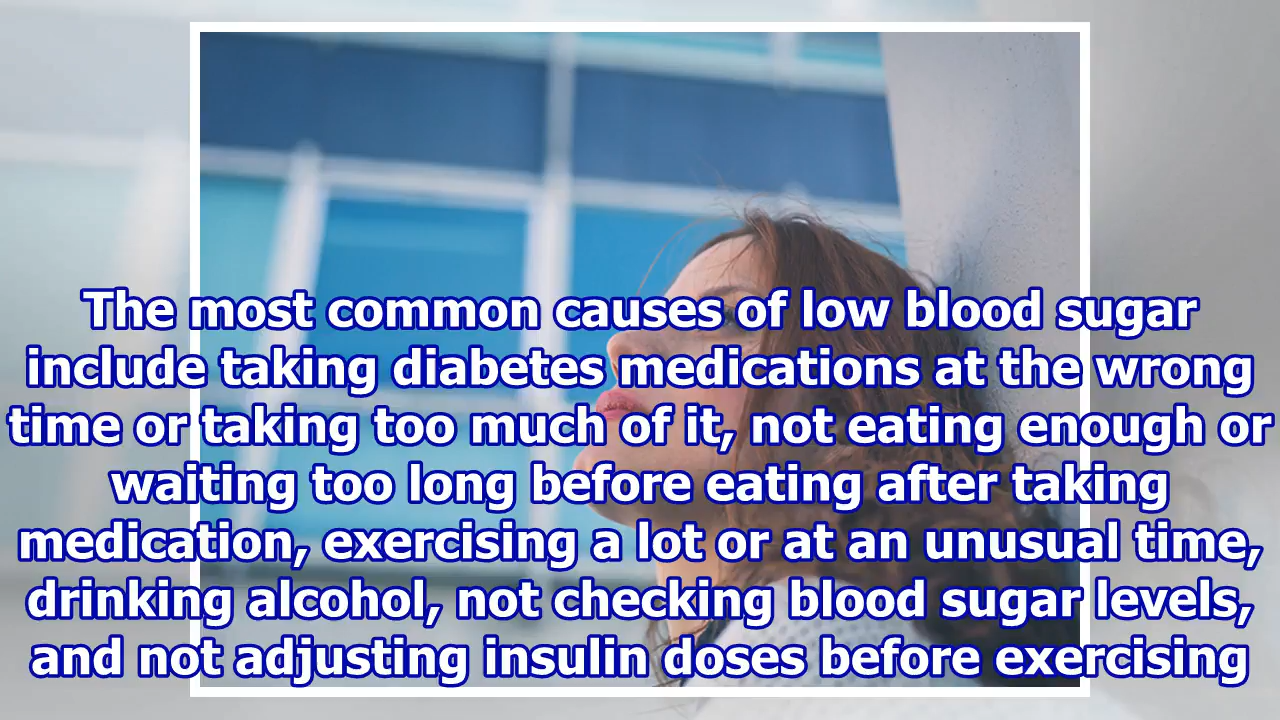 The most common causes of low blood sugar
include taking diabetes medications at the wrong
time or taking too much of it, not eating enough or
waiting too long before eating after taking
medication, exercising a lot or at an unusual time,
drinking alcohol, not checking blood sugar levels,
and not adjusting insulin doses before exercising